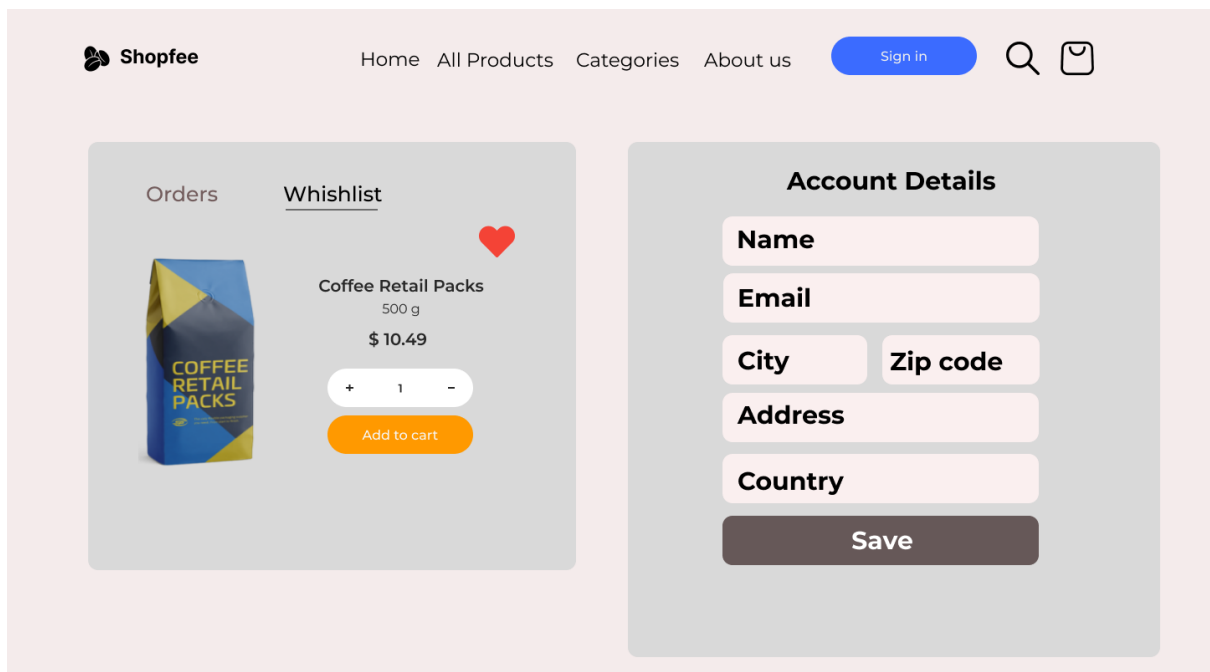 Shopfee
Home All Products Categories About us Sign in
Orders Whishlist
Coffee Retail Packs
500 g
$ 10.49
+ 1 -
Add to cart
COFFEE
RETAIL
PACKS
Account Details
Name
Email
City Zip code
Address
Country
Save